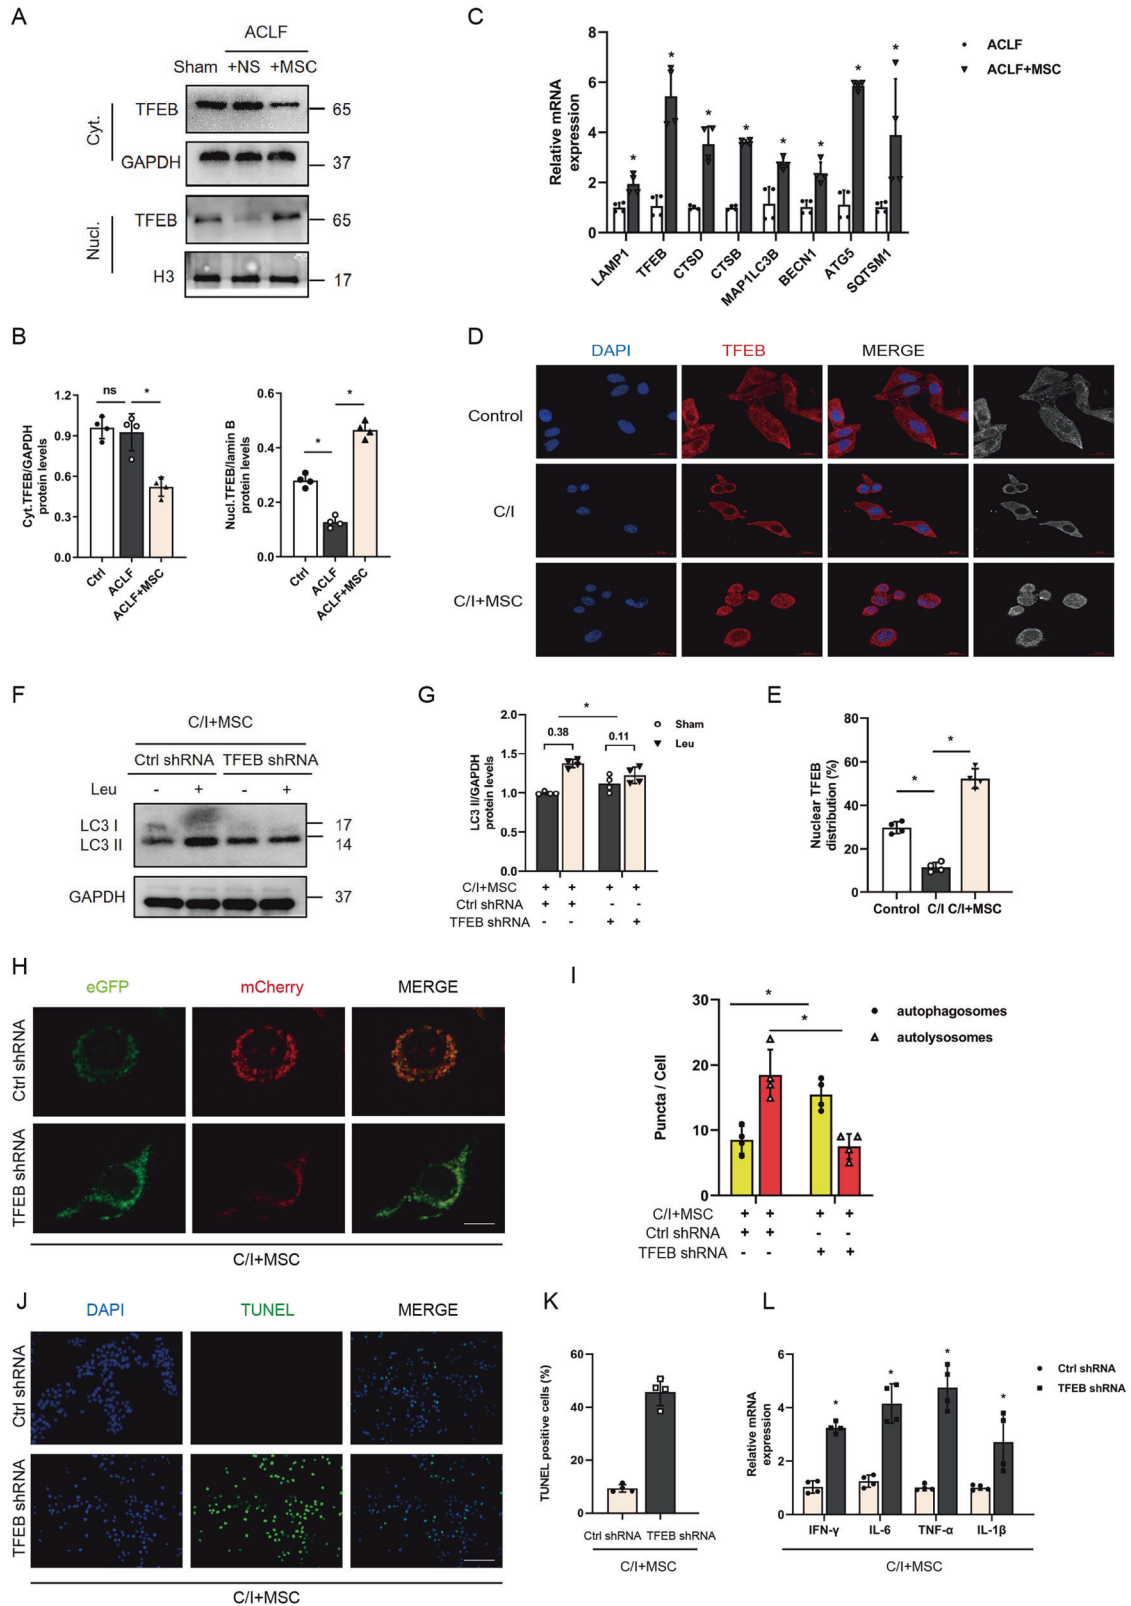 A
ACLF
Sham +NS +MSC
Cyt.
TFEB
65
GAPDH
37
Nucl.
TFEB
65
H3
17
B
Cyt.TFEB/GAPDH
protein levels
1.2
0.9
0.6
0.3
0.0
ns
*
Ctrl
ACLF
ACLF+MSC
Nucl.TFEB/lamin B
protein levels
0.6
0.4
0.2
0.0
*
*
Ctrl
ACLF
ACLF+MSC
C
Relative mRNA
expression
8
6
4
2
0
* * * * * * * *
ACLF
ACLF+MSC
LAMP1
TFEB
CTSD
CTSB
MAP1LC3B
BECN1
ATG5
SQTSM1
D
DAPI TFEB MERGE
Control
C/I
C/I+MSC
E
Nuclear TFEB
distribution (%)
80
60
40
20
0
*
*
Control C/I C/I+MSC
F
C/I+MSC
Ctrl shRNA TFEB shRNA
Leu - + - +
LC3 I
17
LC3 II
14
GAPDH
37
G
LC3 II/GAPDH
protein levels
2.0
1.5
1.0
0.5
0.0
*
0.38
0.11
Sham
Leu
C/I+MSC + + + +
Ctrl shRNA + + - -
TFEB shRNA - - + +
H
eGFP mCherry MERGE
Ctrl shRNA
TFEB shRNA
C/I+MSC
I
Puncta / Cell
30
20
10
0
*
*
autophagosomes
autolysosomes
C/I+MSC + + + +
Ctrl shRNA + + - -
TFEB shRNA - - + +
J
DAPI TUNEL MERGE
Ctrl shRNA
TFEB shRNA
C/I+MSC
K
TUNEL positive cells (%)
60
40
20
0
Ctrl shRNA TFEB shRNA
C/I+MSC
L
Relative mRNA
expression
6
4
2
0
* * * *
Ctrl shRNA
TFEB shRNA
IFN-γ IL-6 TNF-α IL-1β
C/I+MSC